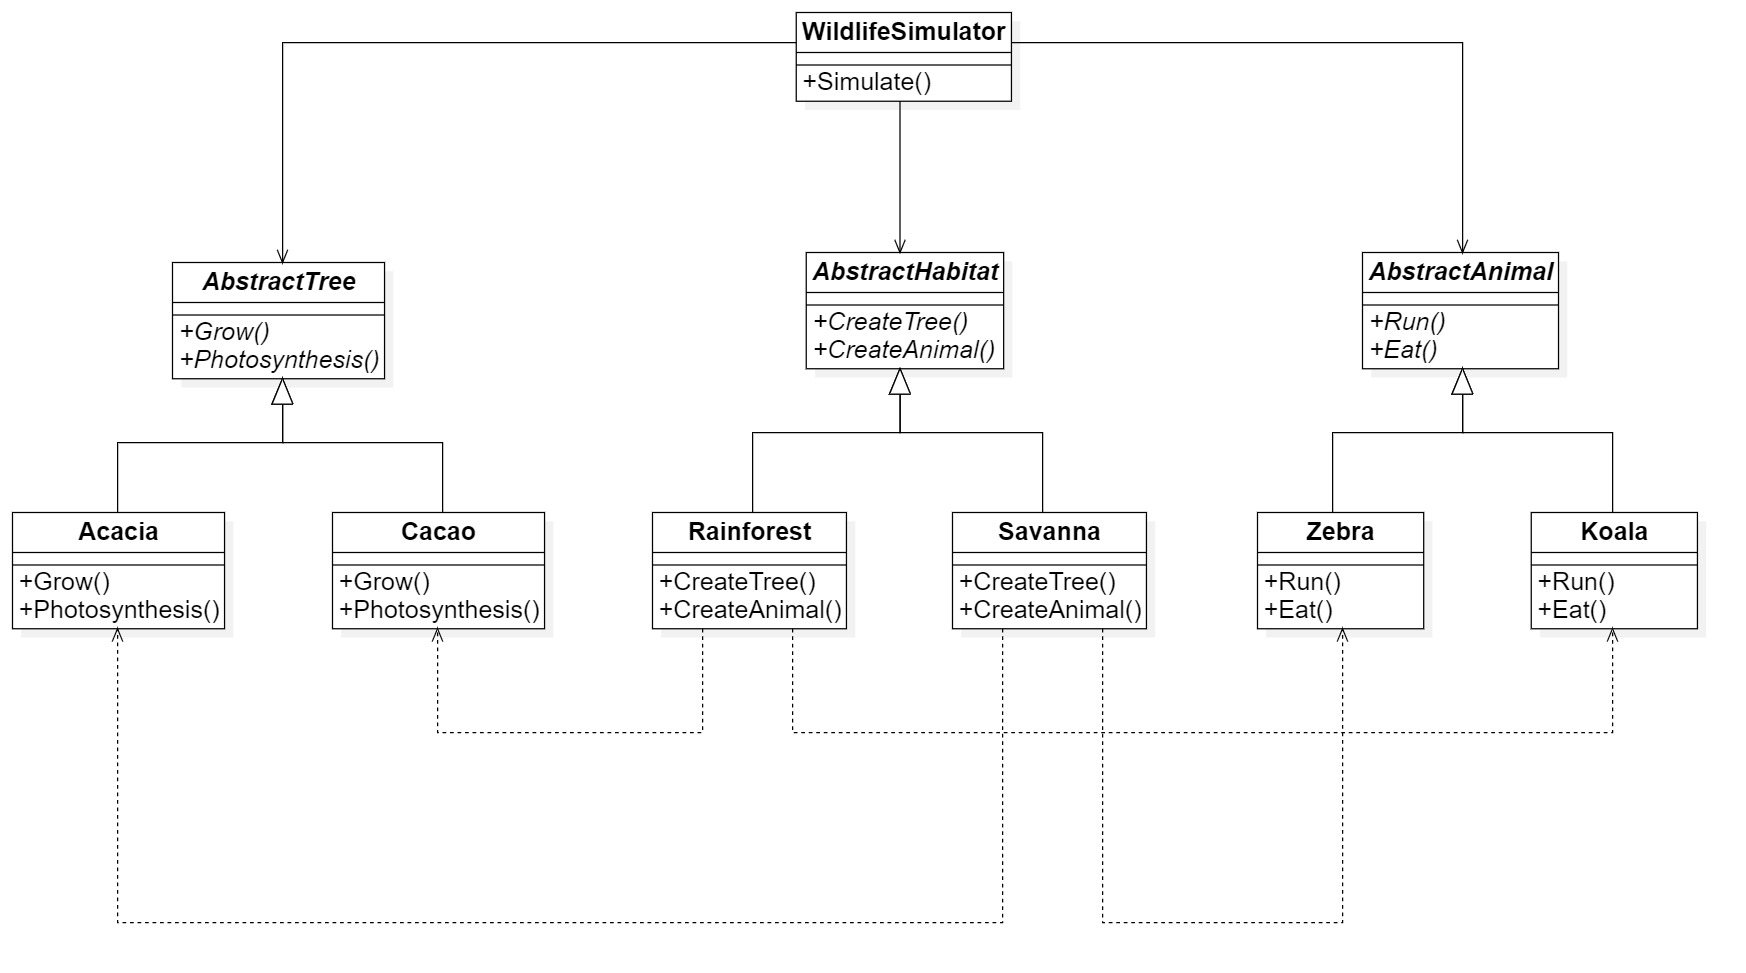 WildlifeSimulator
+Simulate()
AbstractTree
+Grow()
+Photosynthesis()
AbstractHabitat
+CreateTree()
+CreateAnimal()
AbstractAnimal
+Run()
+Eat()
Acacia
+Grow()
+Photosynthesis()
Cacao
+Grow()
+Photosynthesis()
Rainforest
+CreateTree()
+CreateAnimal()
Savanna
+CreateTree()
+CreateAnimal()
Zebra
+Run()
+Eat()
Koala
+Run()
+Eat()